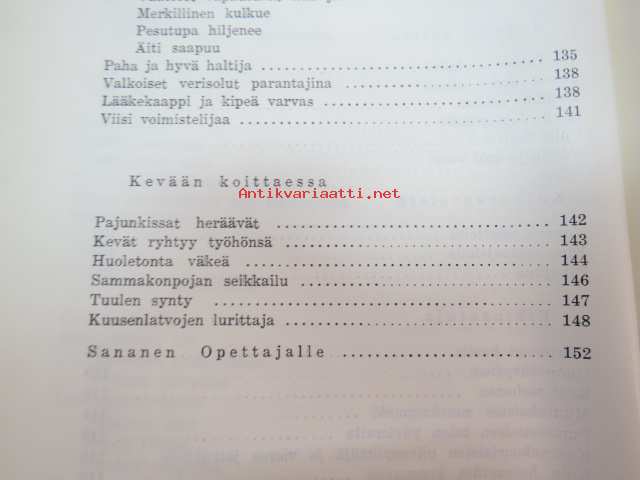 Merkillinen kulkue
Pesutupa hiljenee
Äiti saapuu
Paha ja hyvä haltija 135
Valkoiset verisolut parantajina 138
Lääkekaappi ja kipeä varvas 138
Viisi voimistelijaa 141
Kevään koittaessa
Antikvariaatti.net
Pajunkissat heräävät 142
Kevät ryhtyy työhönsä 143
Huoletonta väkeä 144
Sammakonpojan seikkailu 146
Tuulen synty 147
Kuusenlatvojen lurittaja 148
Sananen Opettajalle 152